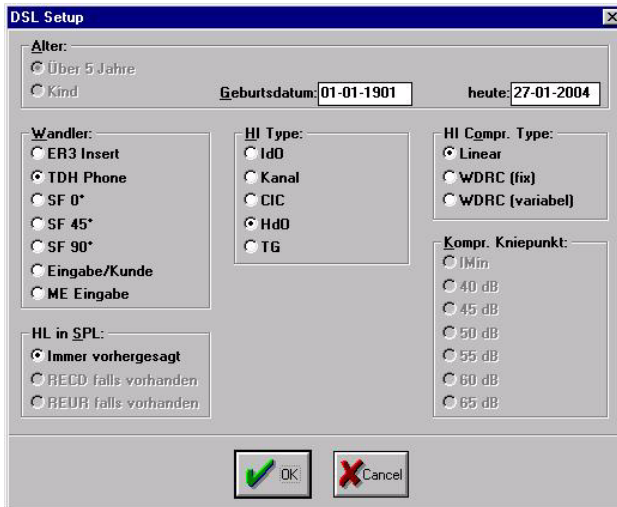 DSL Setup
Alter:
Über 5 Jahre
Kind
Geburtsdatum: 01-01-1901
heute: 27-01-2004
Wandler:
ER3 Insert
TDH Phone
SF 0°
SF 45°
SF 90°
Eingabe/Kunde
ME Eingabe
HL in SPL:
Immer vorhergesagt
RECD falls vorhanden
REUR falls vorhanden
HI Type:
IdO
Kanal
CIC
HdO
TG
HI Compr. Type:
Linear
WDRC (fix)
WDRC (variabel)
Kompr. Kniepunkt:
IMin
40 dB
45 dB
50 dB
55 dB
60 dB
65 dB
OK
Cancel